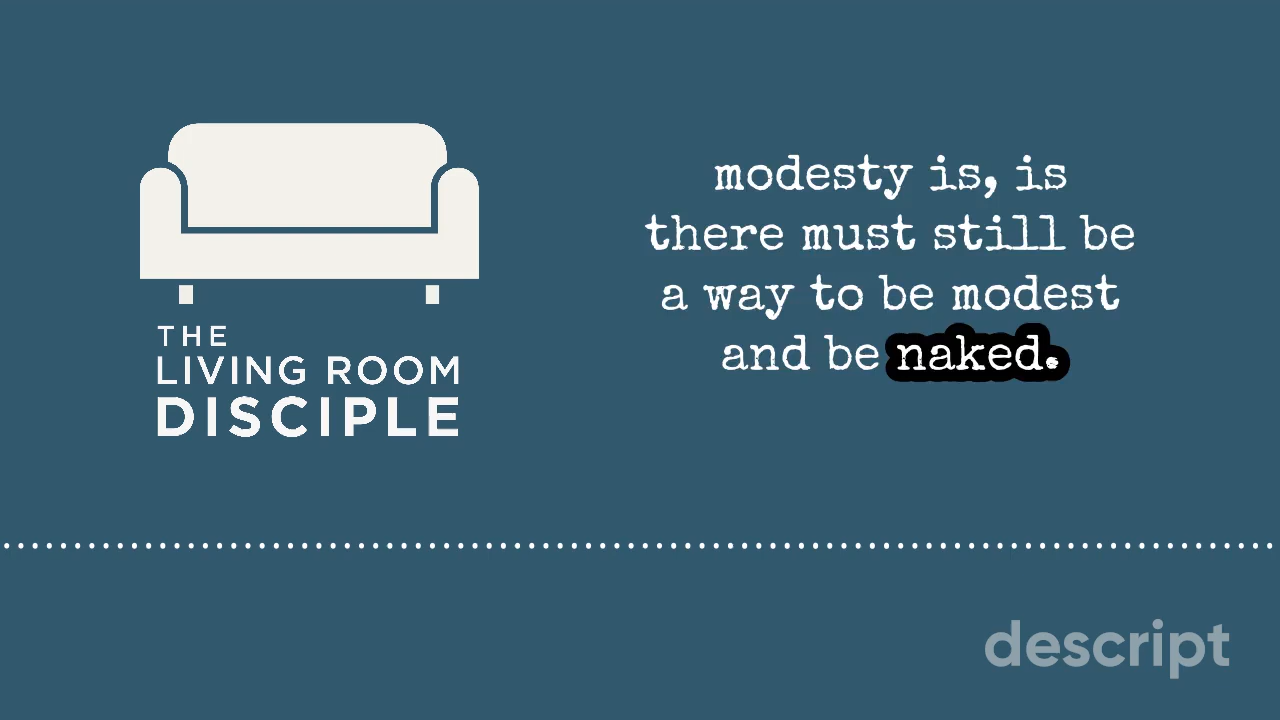 THE
LIVING ROOM
DISCIPLE
modesty is, is
there must still be
a way to be modest
and be naked.
descript